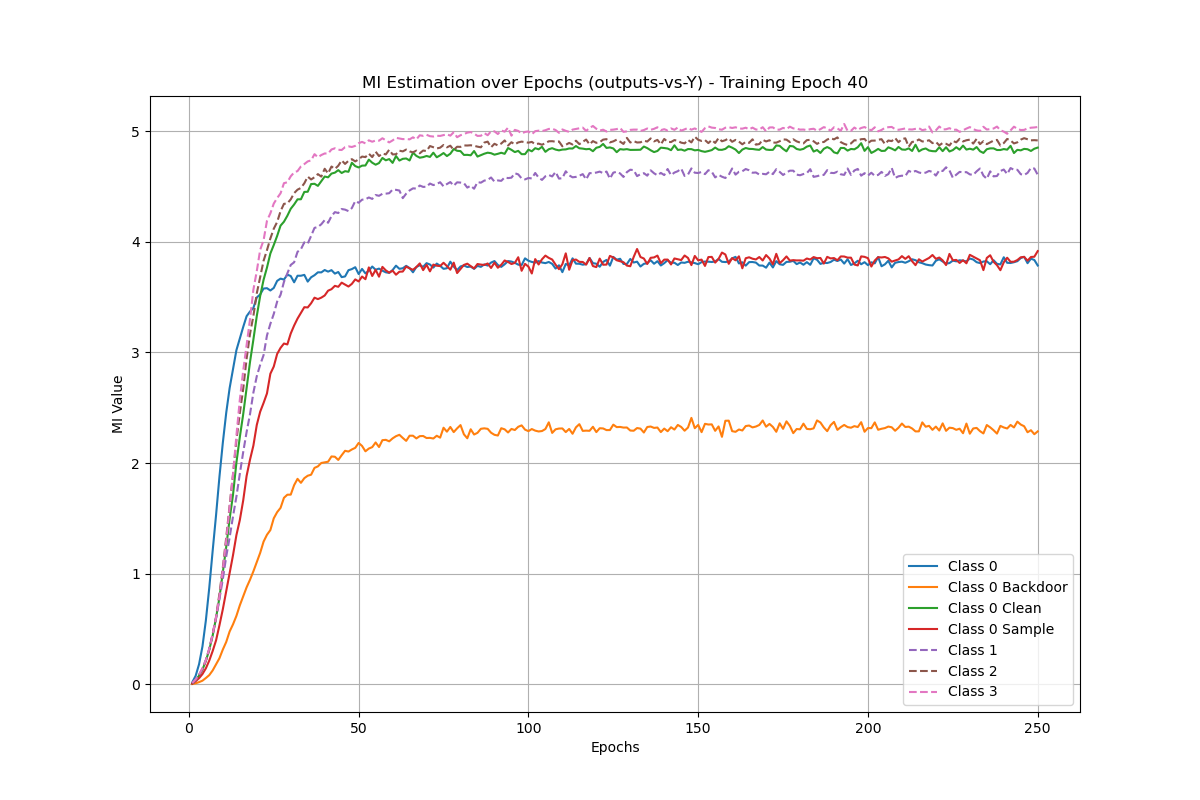 MI Estimation over Epochs (outputs-vs-Y) - Training Epoch 40
MI Value
5
4
3
2
1
0
0 50 100 150 200 250
Epochs
Class 0
Class 0 Backdoor
Class 0 Clean
Class 0 Sample
Class 1
Class 2
Class 3